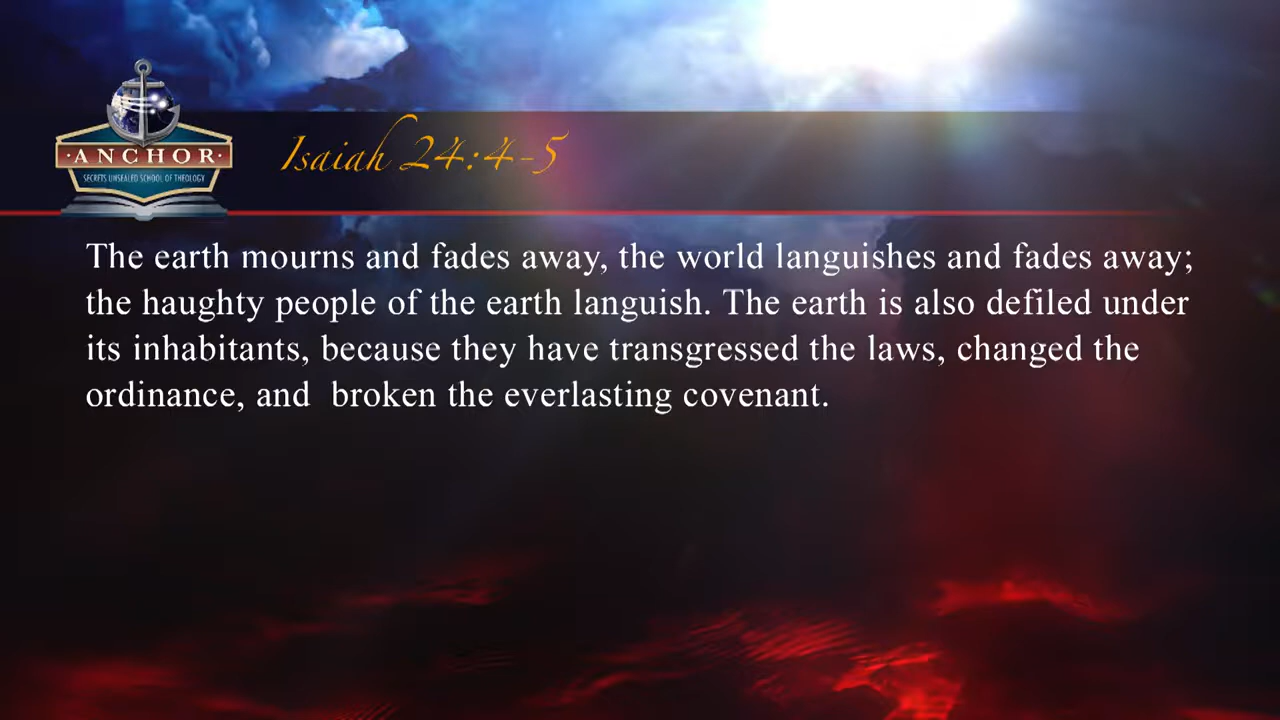 ·ANCHOR·
SECRETS UNSEALED SCHOOL OF THEOLOGY
Isaiah 24:4-5
The earth mourns and fades away, the world languishes and fades away;
the haughty people of the earth languish. The earth is also defiled under
its inhabitants, because they have transgressed the laws, changed the
ordinance, and  broken the everlasting covenant.